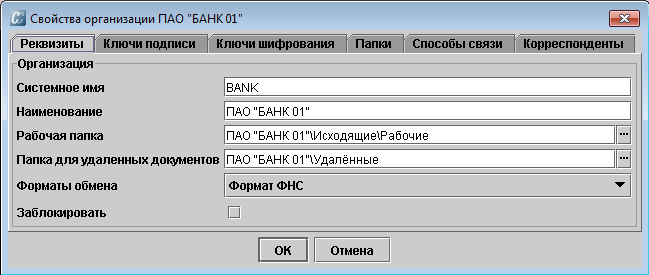 Свойства организации ПАО "БАНК 01"
Реквизиты Ключи подписи Ключи шифрования Папки Способы связи Корреспонденты
Организация
Системное имя BANK
Наименование ПАО "БАНК 01"
Рабочая папка ПАО "БАНК 01"\Исходящие\Рабочие ...
Папка для удаленных документов ПАО "БАНК 01"\Удалённые ...
Форматы обмена Формат ФНС
Заблокировать
OK Отмена